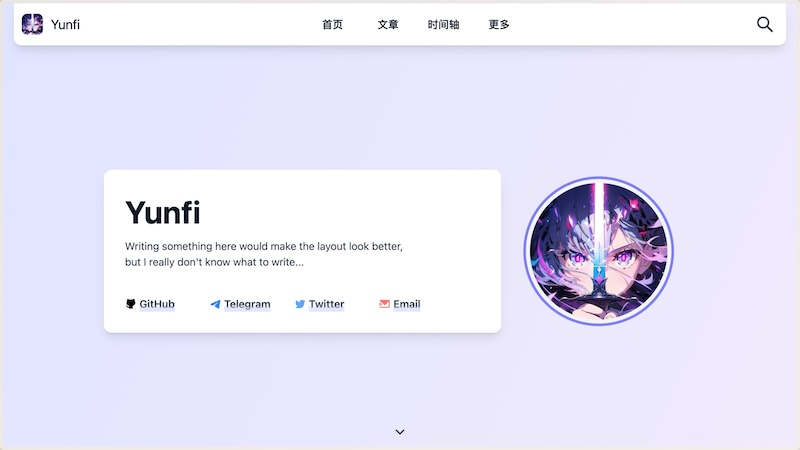 Yunfi
首页 文章 时间轴 更多
Yunfi
Writing something here would make the layout look better,
but I really don't know what to write...
GitHub Telegram Twitter Email